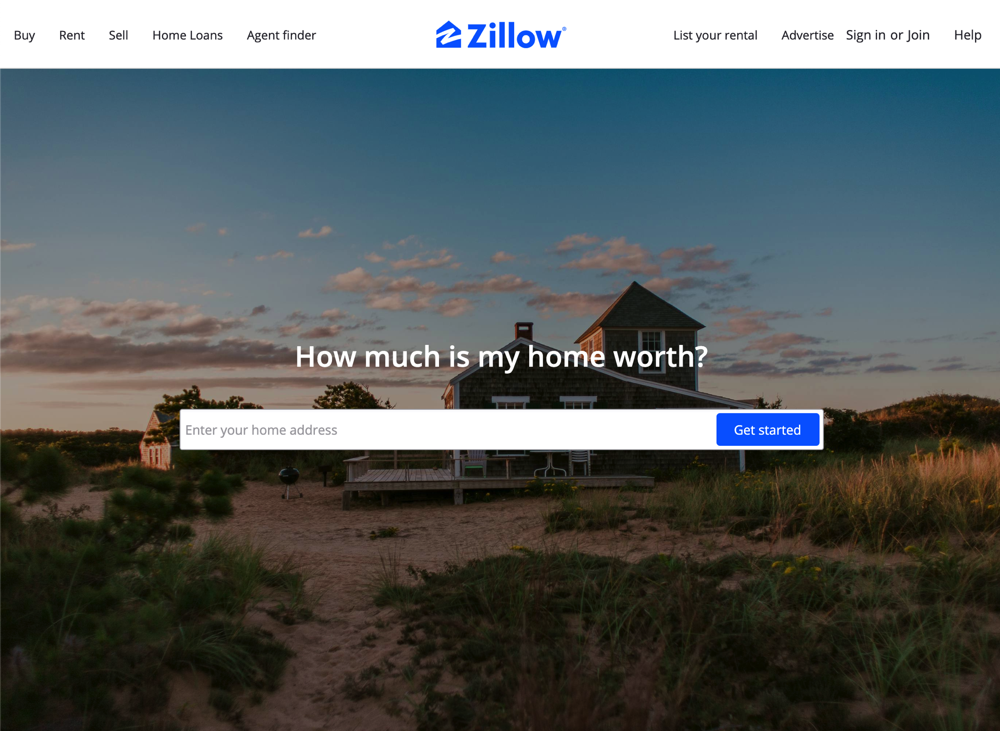 Buy Rent Sell Home Loans Agent finder Zillow® List your rental Advertise Sign in or Join Help
How much is my home worth?
Enter your home address Get started